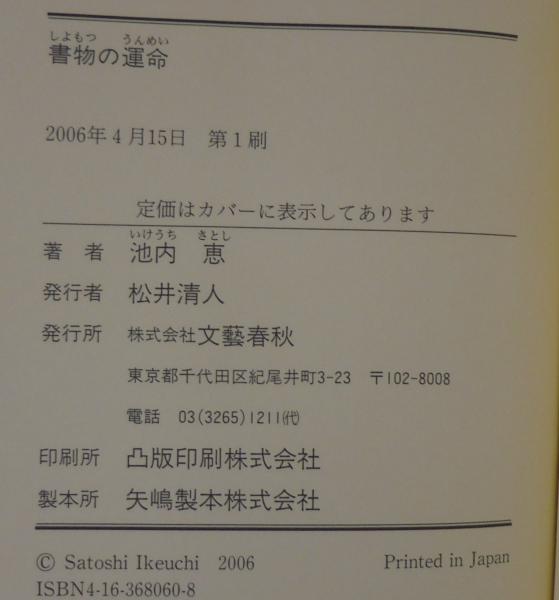 しよもつ うんめい
書物の運命
2006年4月15日 第1刷
定価はカバーに表示してあります
いけうち さとし
著者 池内 恵
発行者 松井清人
発行所 株式会社文藝春秋
東京都千代田区紀尾井町3-23 〒102-8008
電話 03(3265)1211㈹
印刷所 凸版印刷株式会社
製本所 矢嶋製本株式会社
© Satoshi Ikeuchi 2006 Printed in Japan
ISBN4-16-368060-8